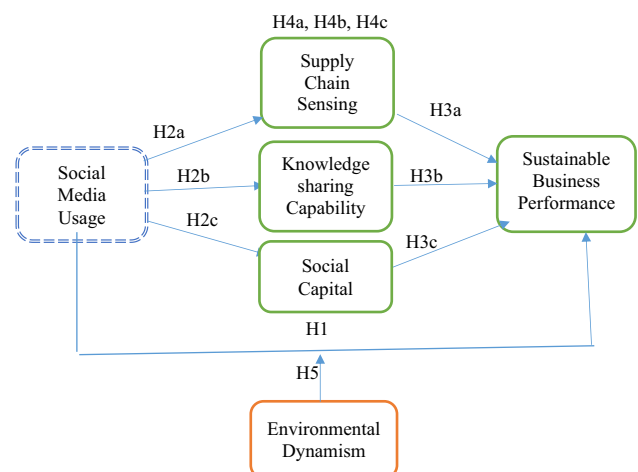 H4a, H4b, H4c
Supply
Chain
Sensing
H3a
H2a
Social
Media
Usage
H2b
Knowledge
sharing
Capability
H3b
Sustainable
Business
Performance
H2c
Social
Capital
H3c
H1
H5
Environmental
Dynamism